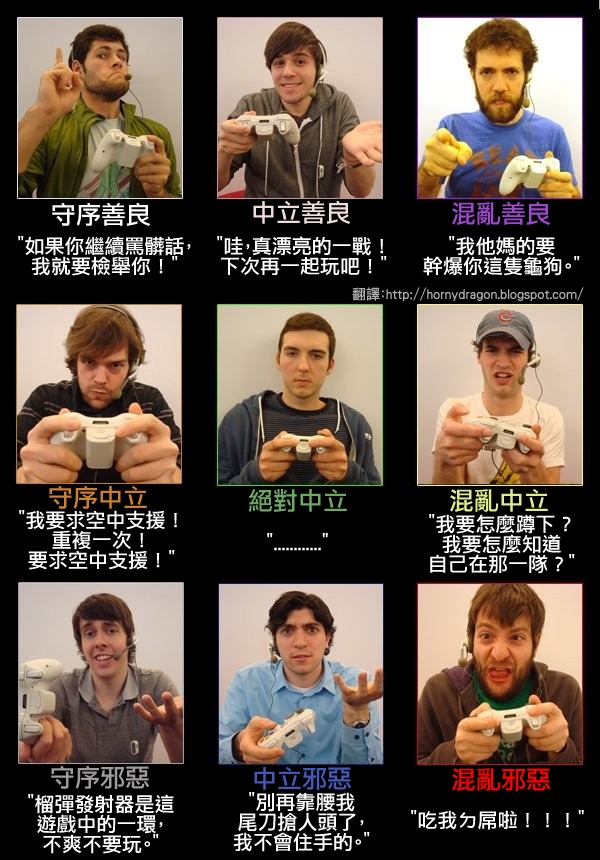 守序善良
"如果你繼續罵髒話,
我就要檢舉你！"
中立善良
"哇,真漂亮的一戰！
下次再一起玩吧！"
混亂善良
"我他媽的要
幹爆你這隻龜狗。"
翻譯:http://hornydragon.blogspot.com/
守序中立
"我要求空中支援！
重複一次！
要求空中支援！"
絕對中立
"............"
混亂中立
"我要怎麼蹲下？
我要怎麼知道
自己在那一隊？"
守序邪惡
"榴彈發射器是這
遊戲中的一環,
不爽不要玩。"
中立邪惡
"別再靠腰我
尾刀搶人頭了,
我不會住手的。"
混亂邪惡
"吃我ㄉ屌啦！！！"